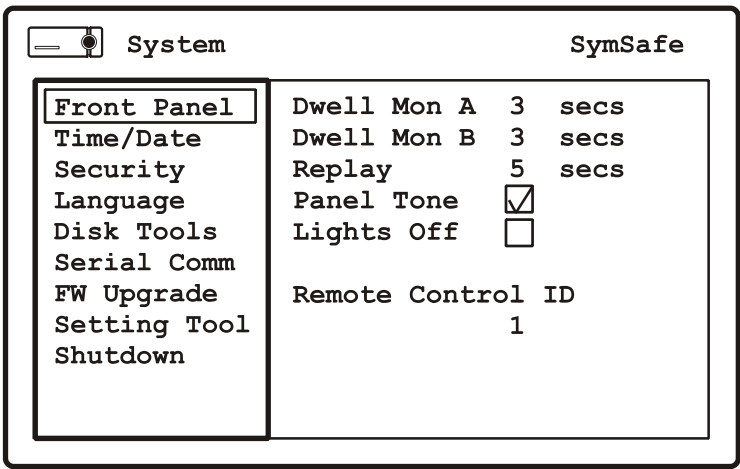 System SymSafe
Front Panel
Time/Date
Security
Language
Disk Tools
Serial Comm
FW Upgrade
Setting Tool
Shutdown
Dwell Mon A 3 secs
Dwell Mon B 3 secs
Replay 5 secs
Panel Tone
Lights Off
Remote Control ID
1